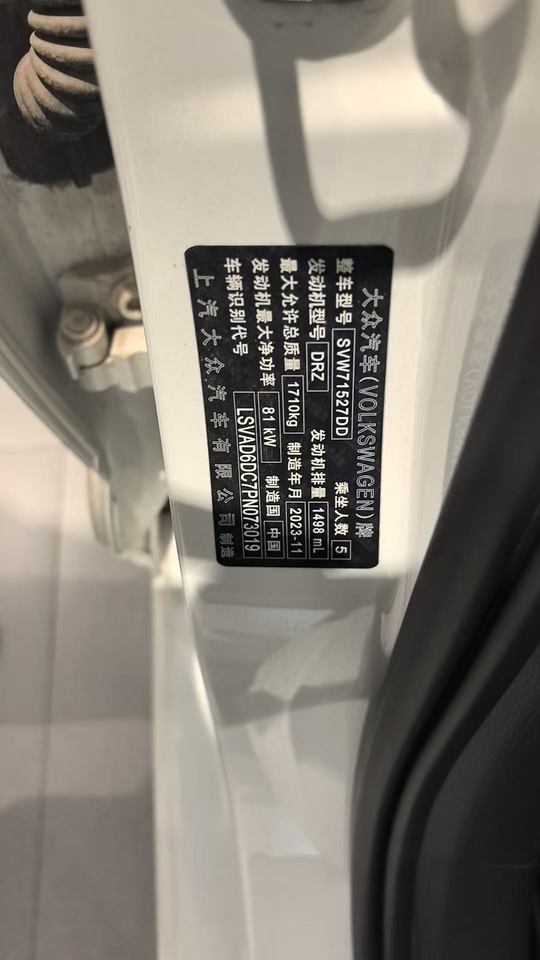 大众汽车(VOLKSWAGEN)牌
整车型号 SVW71527DD 乘坐人数 5
发动机型号 DRZ 发动机排量 1498 mL
最大允许总质量 1710kg 制造年月 2023-11
发动机最大净功率 81 kW 制造国 中国
车辆识别代号 LSVAD6DC7PN073019
上汽大众汽车有限公司制造